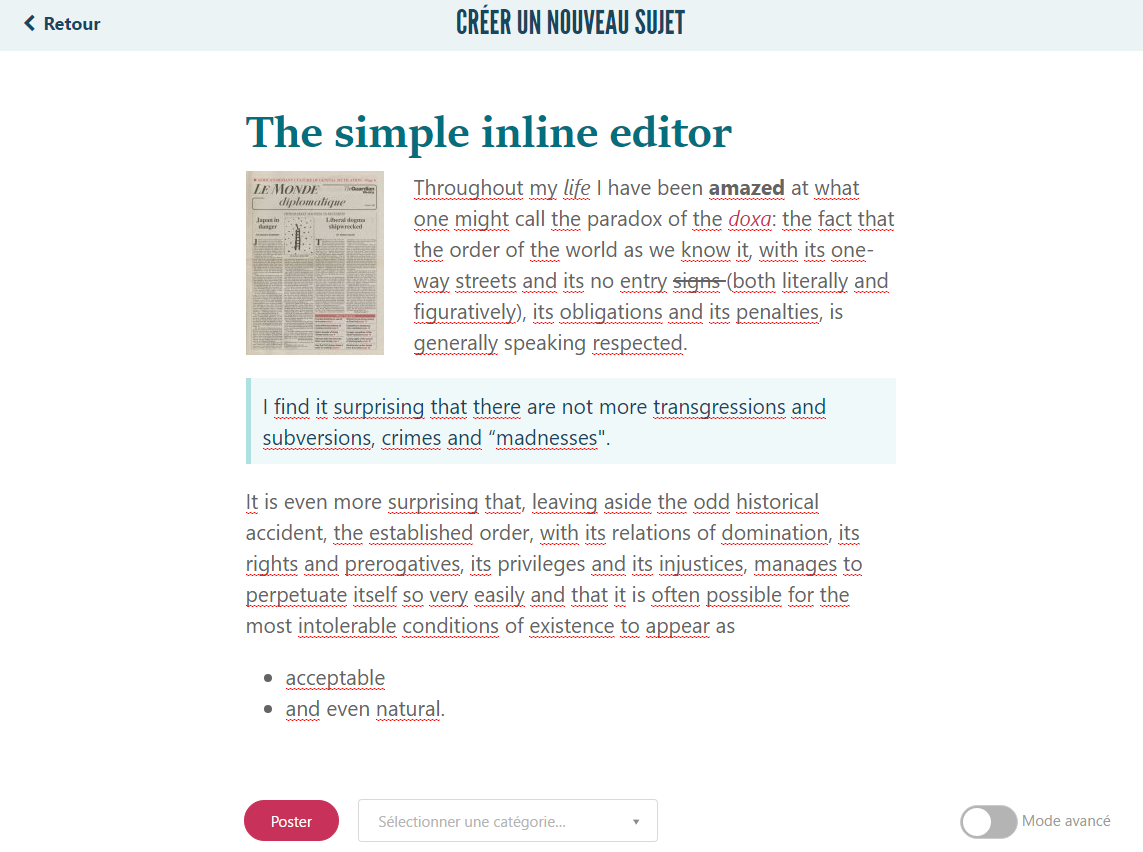 Retour
CRÉER UN NOUVEAU SUJET
The simple inline editor
LE MONDE
diplomatique
TheGuardian
Weekly
Japan in
danger
Liberal dogma
shipwrecked
Throughout my life I have been amazed at what
one might call the paradox of the doxa: the fact that
the order of the world as we know it, with its one-
way streets and its no entry signs (both literally and
figuratively), its obligations and its penalties, is
generally speaking respected.
I find it surprising that there are not more transgressions and
subversions, crimes and “madnesses".
It is even more surprising that, leaving aside the odd historical
accident, the established order, with its relations of domination, its
rights and prerogatives, its privileges and its injustices, manages to
perpetuate itself so very easily and that it is often possible for the
most intolerable conditions of existence to appear as
acceptable
and even natural.
Poster
Sélectionner une catégorie...
Mode avancé